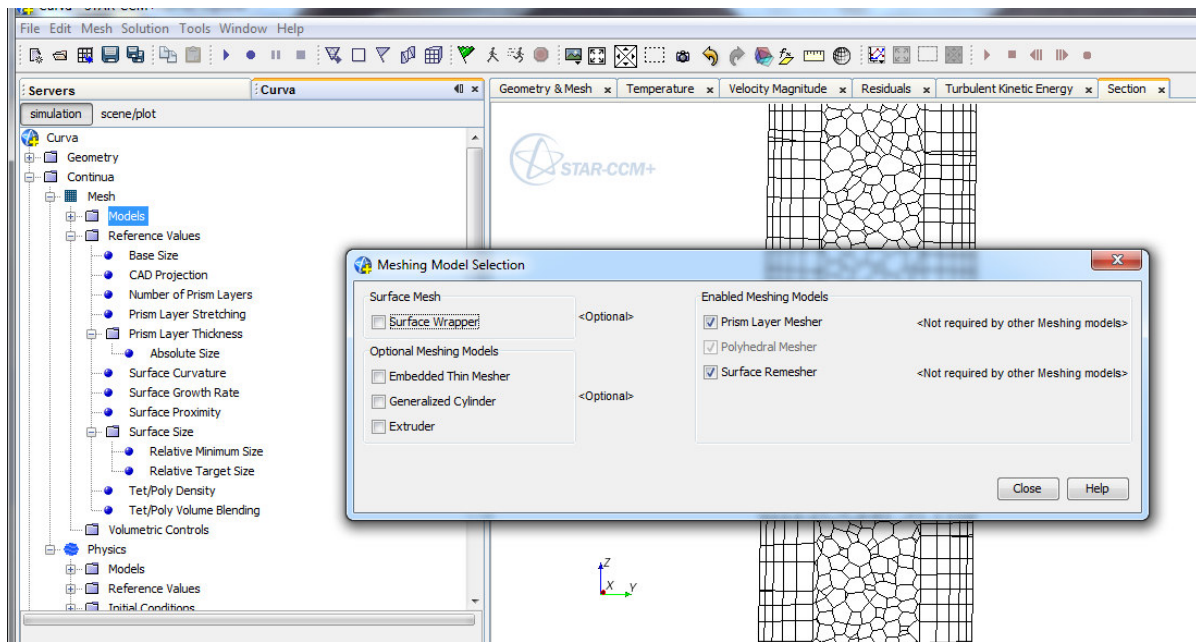 Curva - STAR-CCM+
File Edit Mesh Solution Tools Window Help
Servers
Curva
Geometry & Mesh
Temperature
Velocity Magnitude
Residuals
Turbulent Kinetic Energy
Section
simulation
scene/plot
Curva
Geometry
Continua
Mesh
Models
Reference Values
Base Size
CAD Projection
Number of Prism Layers
Prism Layer Stretching
Prism Layer Thickness
Absolute Size
Surface Curvature
Surface Growth Rate
Surface Proximity
Surface Size
Relative Minimum Size
Relative Target Size
Tet/Poly Density
Tet/Poly Volume Blending
Volumetric Controls
Physics
Models
Reference Values
Initial Conditions
STAR-CCM+
Meshing Model Selection
Surface Mesh
Surface Wrapper
<Optional>
Optional Meshing Models
Embedded Thin Mesher
Generalized Cylinder
<Optional>
Extruder
Enabled Meshing Models
Prism Layer Mesher
<Not required by other Meshing models>
Polyhedral Mesher
Surface Remesher
<Not required by other Meshing models>
Close
Help
Z
X
Y